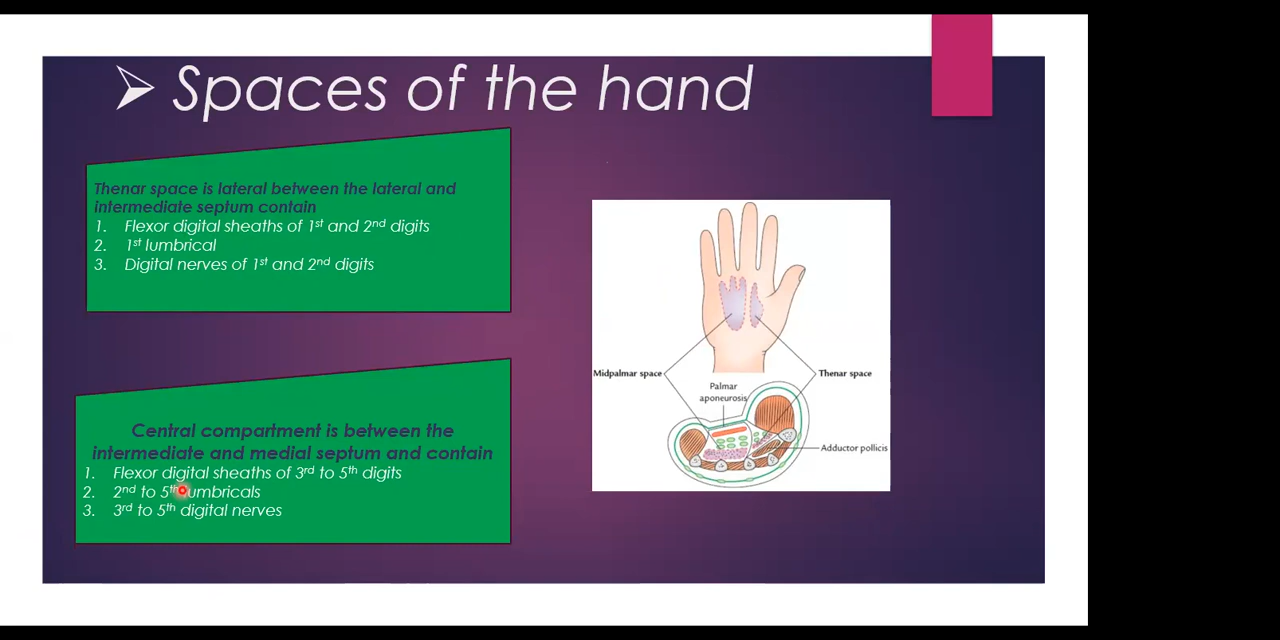 Spaces of the hand
Thenar space is lateral between the lateral and
intermediate septum contain
1. Flexor digital sheaths of 1st and 2nd digits
2. 1st lumbrical
3. Digital nerves of 1st and 2nd digits
Central compartment is between the
intermediate and medial septum and contain
1. Flexor digital sheaths of 3rd to 5th digits
2. 2nd to 5th umbricals
3. 3rd to 5th digital nerves
Midpalmar space
Thenar space
Palmar
aponeurosis
Adductor pollicis